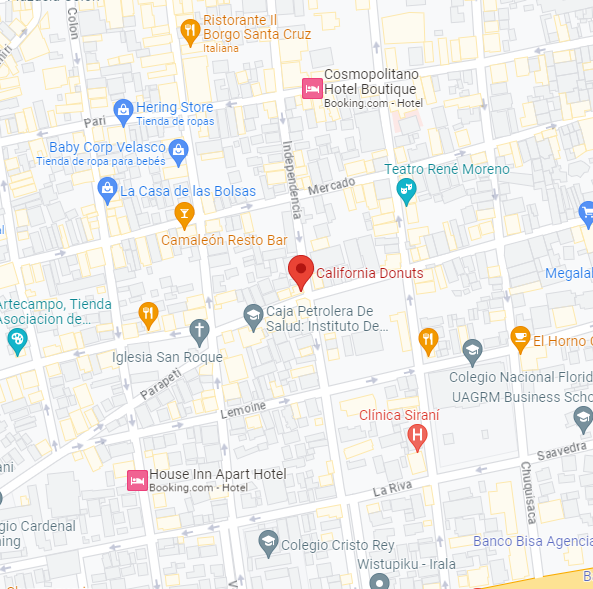 Colon
Ristorante Il
Borgo Santa Cruz
Italiana
Cosmopolitano
Hotel Boutique
Booking.com - Hotel
Hering Store
Tienda de ropas
Pari
Baby Corp Velasco
Tienda de ropa para bebés
Independencia
Teatro René Moreno
Mercado
La Casa de las Bolsas
Camaleón Resto Bar
California Donuts
Megalal
Artecampo, Tienda
Asociación de...
Caja Petrolera De
Salud: Instituto De...
Iglesia San Roque
El Horno C
Parapeti
Colegio Nacional Florid
UAGRM Business Scho
Lemoine
Clínica Siraní
Saavedra
House Inn Apart Hotel
Booking.com - Hotel
La Riva
Chuquisaca
gio Cardenal
ning
Colegio Cristo Rey
Banco Bisa Agencia
Wistupiku - Irala
V
B